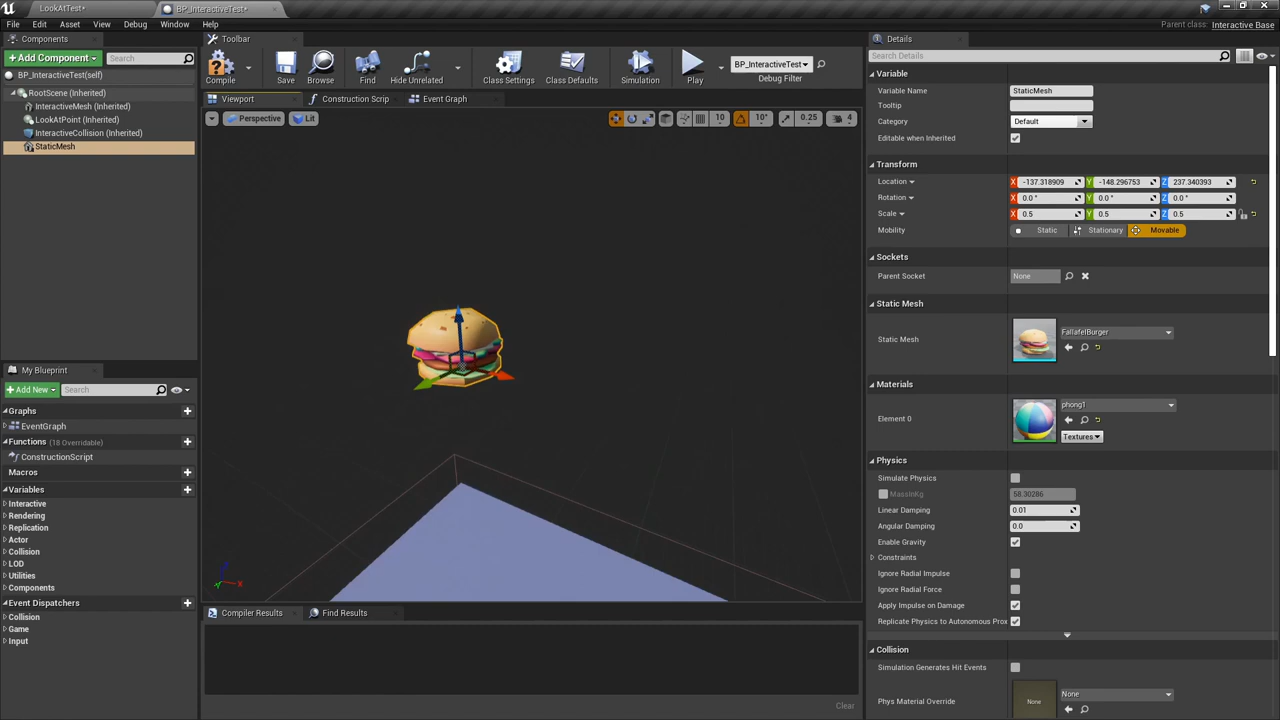 LookAtTest*
BP_InteractiveTest*
File Edit Asset View Debug Window Help
Parent class: Interactive Base
Components
+Add Component
Search
BP_InteractiveTest(self)
RootScene (Inherited)
InteractiveMesh (Inherited)
LookAtPoint (Inherited)
InteractiveCollision (Inherited)
StaticMesh
My Blueprint
+Add New
Search
Graphs
EventGraph
Functions (18 Overridable)
ConstructionScript
Macros
Variables
Interactive
Rendering
Replication
Actor
Collision
LOD
Utilities
Components
Event Dispatchers
Collision
Game
Input
Toolbar
Compile
Save
Browse
Find
Hide Unrelated
Class Settings
Class Defaults
Simulation
Play
BP_InteractiveTest
Debug Filter
Viewport
Construction Scrip
Event Graph
Perspective
Lit
10
10°
0.25
4
X
Compiler Results
Find Results
Clear
Details
Search Details
Variable
Variable Name StaticMesh
Tooltip
Category Default
Editable when Inherited
Transform
Location X -137.318909 Y -148.296753 Z 237.340393
Rotation X 0.0 ° Y 0.0 ° Z 0.0 °
Scale X 0.5 Y 0.5 Z 0.5
Mobility Static Stationary Movable
Sockets
Parent Socket None
Static Mesh
Static Mesh FallafelBurger
Materials
Element 0 phong1
Textures
Physics
Simulate Physics
MassInKg 58.30286
Linear Damping 0.01
Angular Damping 0.0
Enable Gravity
Constraints
Ignore Radial Impulse
Ignore Radial Force
Apply Impulse on Damage
Replicate Physics to Autonomous Prox
Collision
Simulation Generates Hit Events
Phys Material Override None None